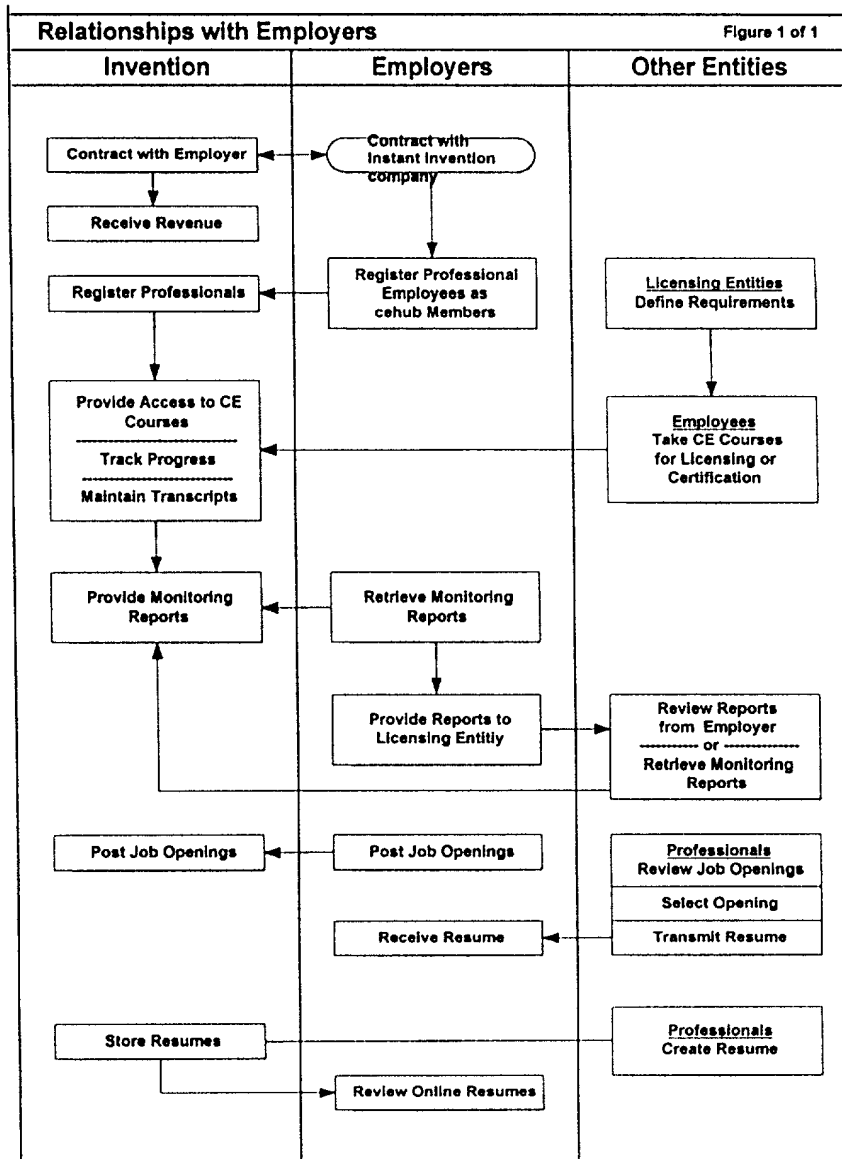 Relationships with Employers
Figure 1 of 1
Invention
Employers
Other Entities
Contract with Employer
Contract with
Instant Invention
company
Receive Revenue
Register Professionals
Register Professional
Employees as
cehub Members
Licensing Entities
Define Requirements
Provide Access to CE
Courses
Track Progress
Maintain Transcripts
Employees
Take CE Courses
for Licensing or
Certification
Provide Monitoring
Reports
Retrieve Monitoring
Reports
Provide Reports to
Licensing Entitiy
Review Reports
from Employer
or
Retrieve Monitoring
Reports
Post Job Openings
Post Job Openings
Professionals
Review Job Openings
Select Opening
Receive Resume
Transmit Resume
Store Resumes
Professionals
Create Resume
Review Online Resumes